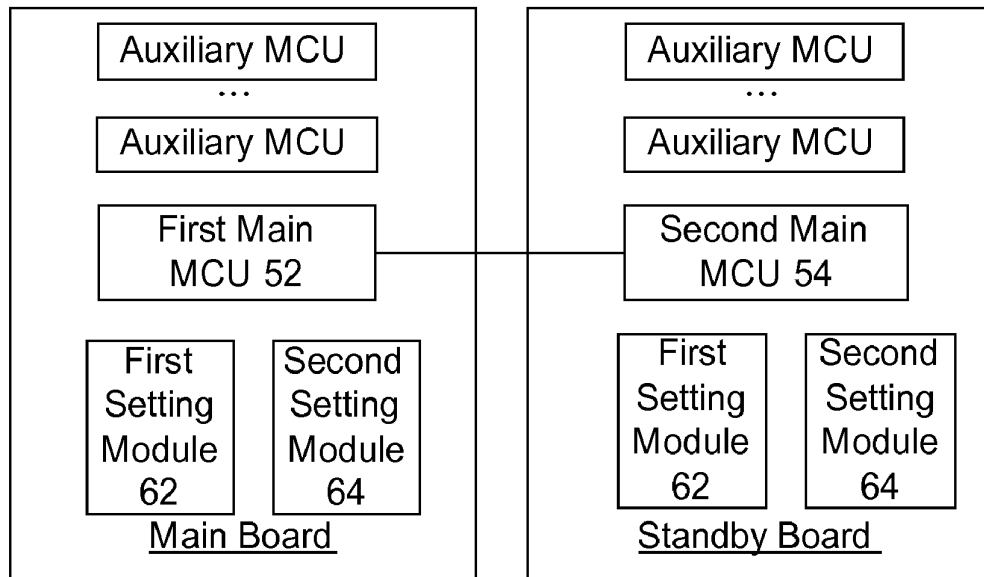 Auxiliary MCU
...
Auxiliary MCU
First Main
MCU 52
First
Setting
Module
62
Second
Setting
Module
64
Main Board
Auxiliary MCU
...
Auxiliary MCU
Second Main
MCU 54
First
Setting
Module
62
Second
Setting
Module
64
Standby Board